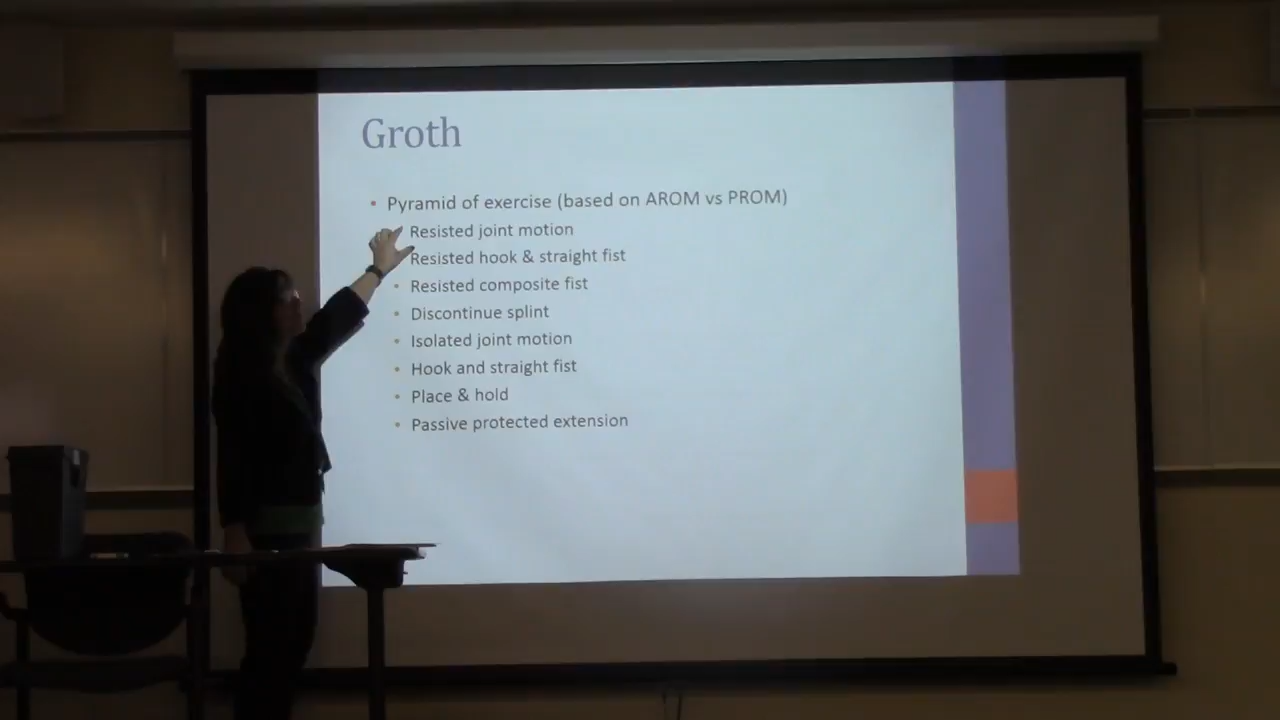 Groth
• Pyramid of exercise (based on AROM vs PROM)
Resisted joint motion
Resisted hook & straight fist
• Resisted composite fist
• Discontinue splint
• Isolated joint motion
• Hook and straight fist
• Place & hold
• Passive protected extension